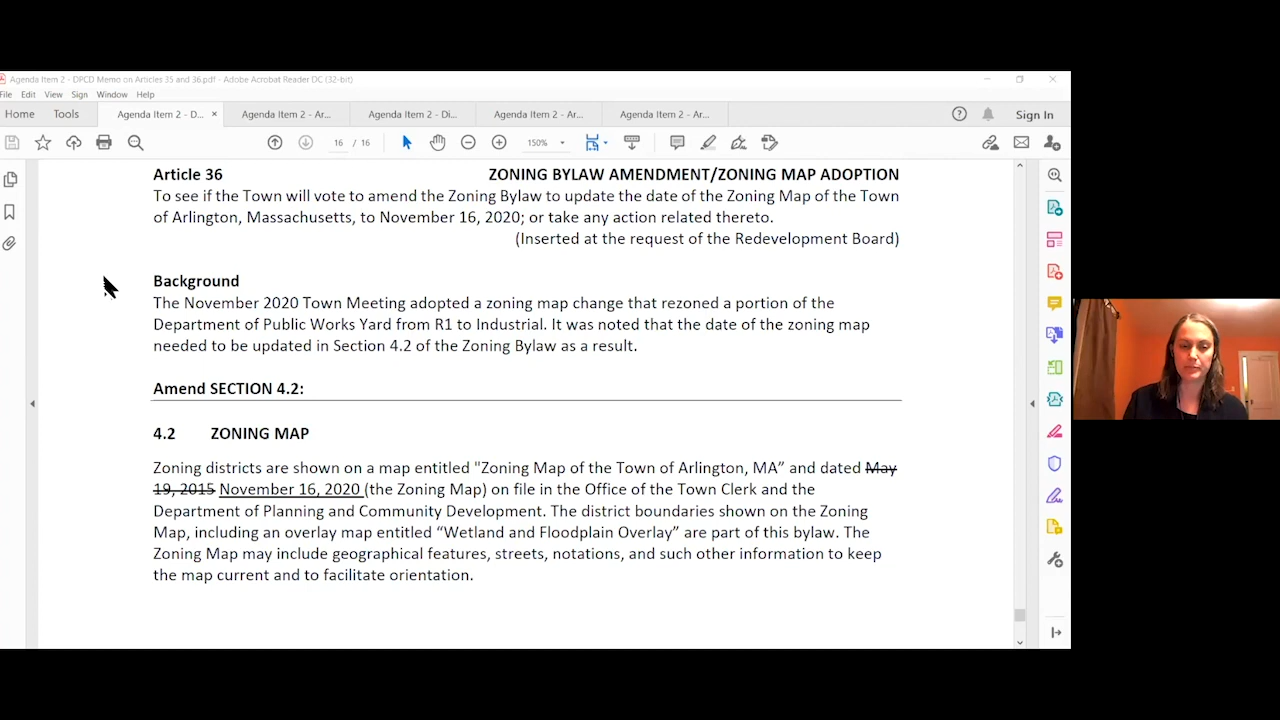 Agenda Item 2 - DPCD Memo on Articles 35 and 36.pdf - Adobe Acrobat Reader DC (32-bit)
File Edit View Sign Window Help
Home Tools Agenda Item 2 - D... × Agenda Item 2 - Ar... Agenda Item 2 - Di... Agenda Item 2 - Ar... Agenda Item 2 - Ar... Sign In
16 / 16 150%
Article 36 ZONING BYLAW AMENDMENT/ZONING MAP ADOPTION
To see if the Town will vote to amend the Zoning Bylaw to update the date of the Zoning Map of the Town
of Arlington, Massachusetts, to November 16, 2020; or take any action related thereto.
(Inserted at the request of the Redevelopment Board)
Background
The November 2020 Town Meeting adopted a zoning map change that rezoned a portion of the
Department of Public Works Yard from R1 to Industrial. It was noted that the date of the zoning map
needed to be updated in Section 4.2 of the Zoning Bylaw as a result.
Amend SECTION 4.2:
4.2 ZONING MAP
Zoning districts are shown on a map entitled "Zoning Map of the Town of Arlington, MA” and dated May
19, 2015 November 16, 2020 (the Zoning Map) on file in the Office of the Town Clerk and the
Department of Planning and Community Development. The district boundaries shown on the Zoning
Map, including an overlay map entitled “Wetland and Floodplain Overlay” are part of this bylaw. The
Zoning Map may include geographical features, streets, notations, and such other information to keep
the map current and to facilitate orientation.